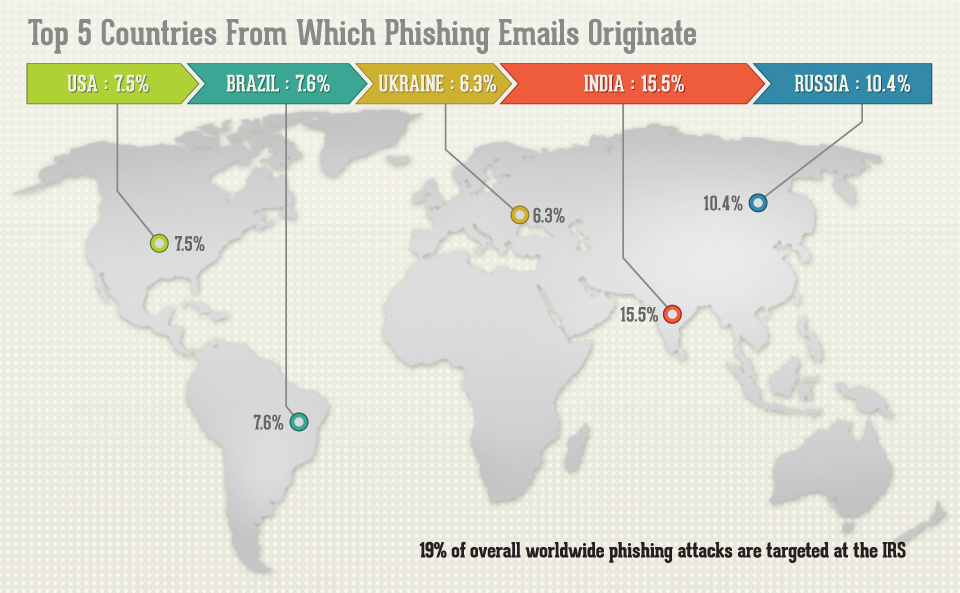 Top 5 Countries From Which Phishing Emails Originate
USA : 7.5%
BRAZIL : 7.6%
UKRAINE : 6.3%
INDIA : 15.5%
RUSSIA : 10.4%
10.4%
6.3%
7.5%
15.5%
7.6%
19% of overall worldwide phishing attacks are targeted at the IRS